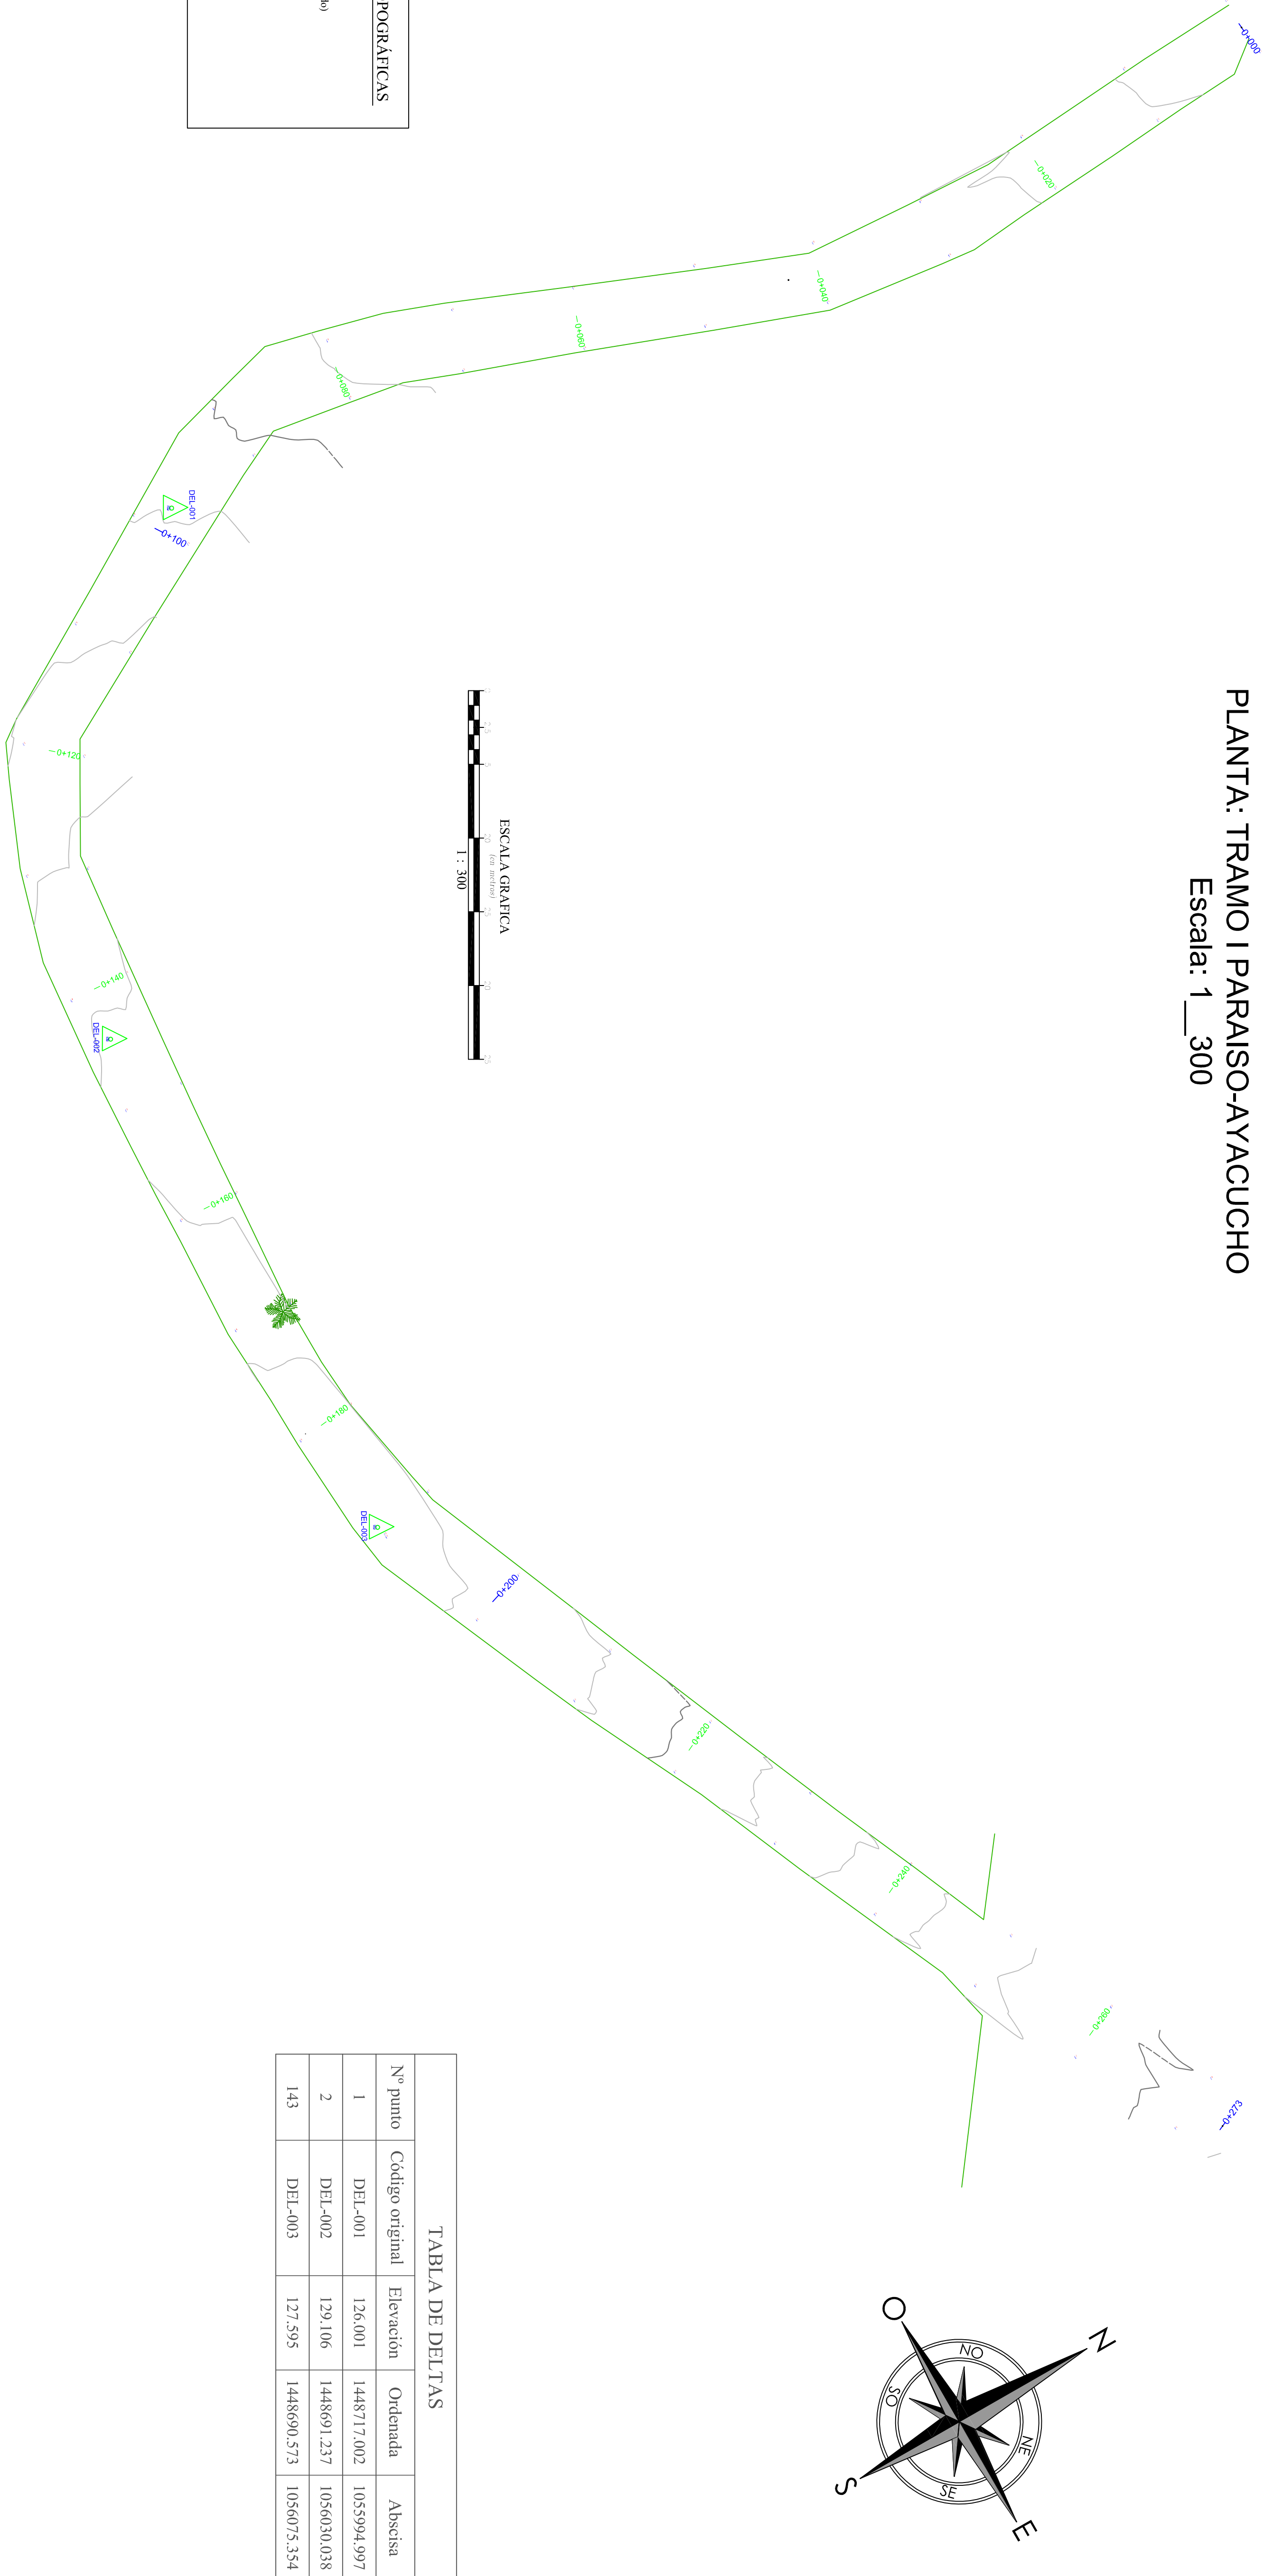 PLANTA: TRAMO I PARAISO-AYACUCHO
Escala: 1__300
0+000
0+020
0+040
0+060
0+080
DEL-001
0+100
0+120
0+140
DEL-002
0+160
0+180
DEL-003
0+200
0+220
0+240
0+260
0+273
ESCALA GRAFICA
(en metros)
1 : 300
POGRÁFICAS
N
NE
E
SE
S
SO
O
NO
TABLA DE DELTAS
Nº punto Código original Elevación Ordenada Abscisa
1 DEL-001 126.001 1448717.002 1055994.997
2 DEL-002 129.106 1448691.237 1056030.038
143 DEL-003 127.595 1448690.573 1056075.354